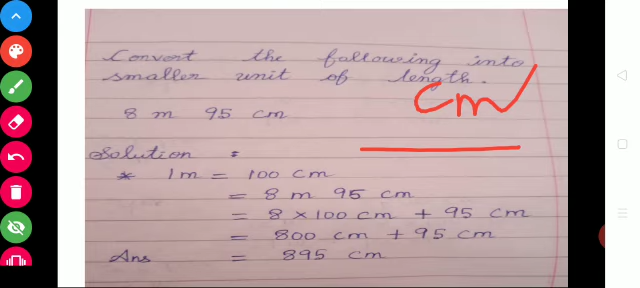 Convert the following into
smaller unit of length.
cm
8 m 95 cm
Solution :
* 1m = 100 cm
= 8 m 95 cm
= 8 × 100 cm + 95 cm
= 800 cm + 95 cm
Ans = 895 cm